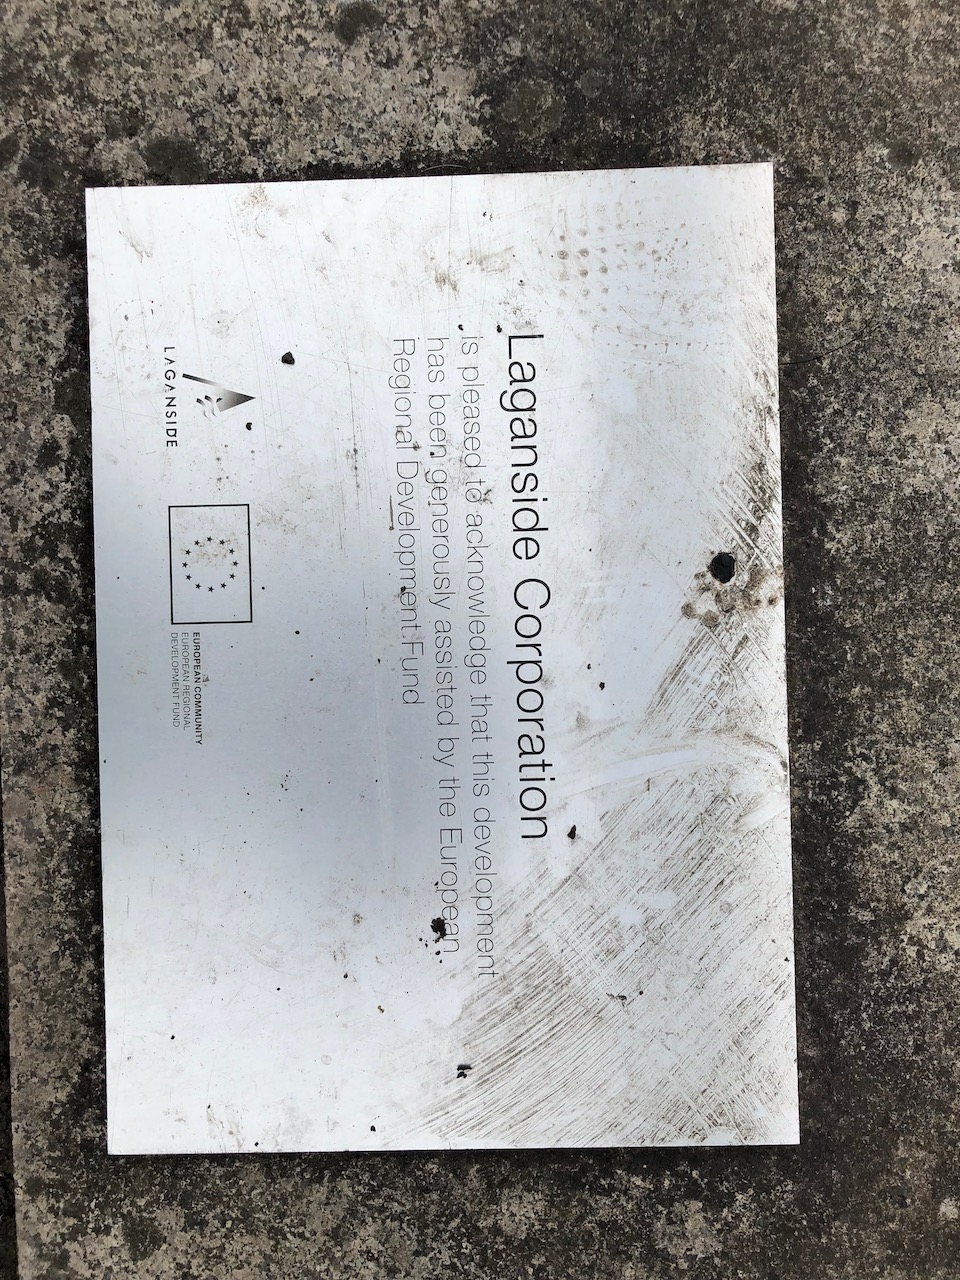 Laganside Corporation
is pleased to acknowledge that this development
has been generously assisted by the European
Regional Development Fund
LAGANSIDE
EUROPEAN COMMUNITY
EUROPEAN REGIONAL
DEVELOPMENT FUND